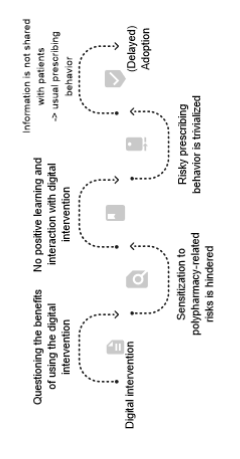 Digital intervention
Questioning the benefits
of using the digital
intervention
Sensitization to
polypharmacy-related
risks is hindered
No positive learning and
interaction with digital
intervention
Risky prescribing
behavior is trivialized
Information is not shared
with patients
-> usual prescribing
behavior
(Delayed)
Adoption